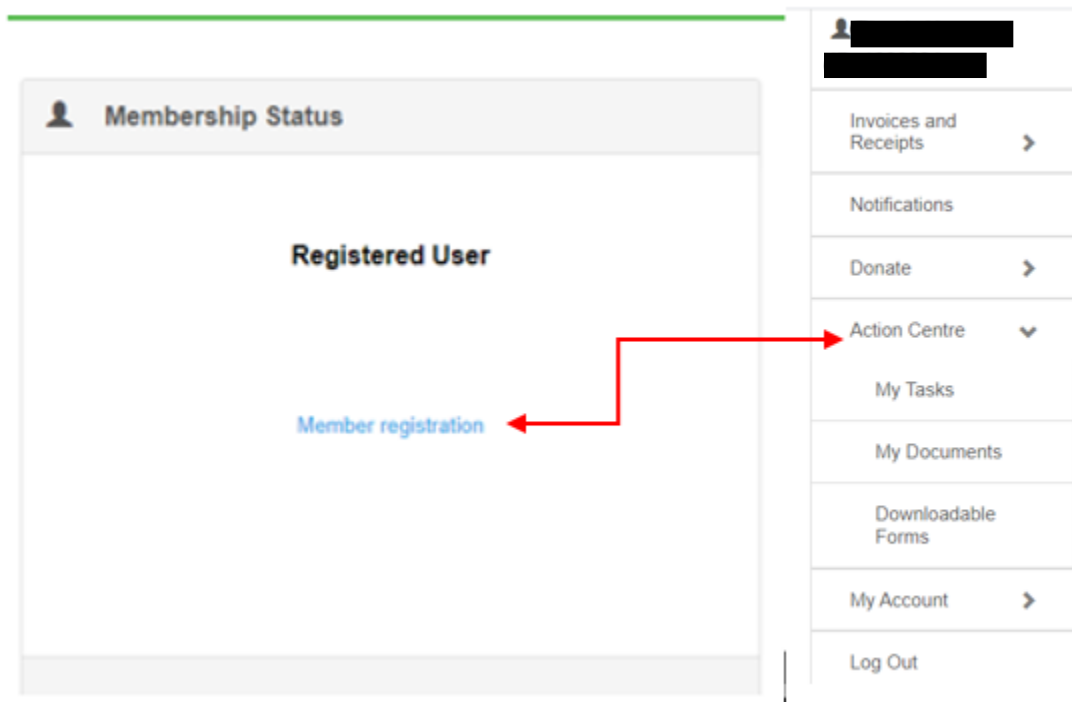 Membership Status
Registered User
Member registration
Invoices and
Receipts
Notifications
Donate
Action Centre
My Tasks
My Documents
Downloadable
Forms
My Account
Log Out